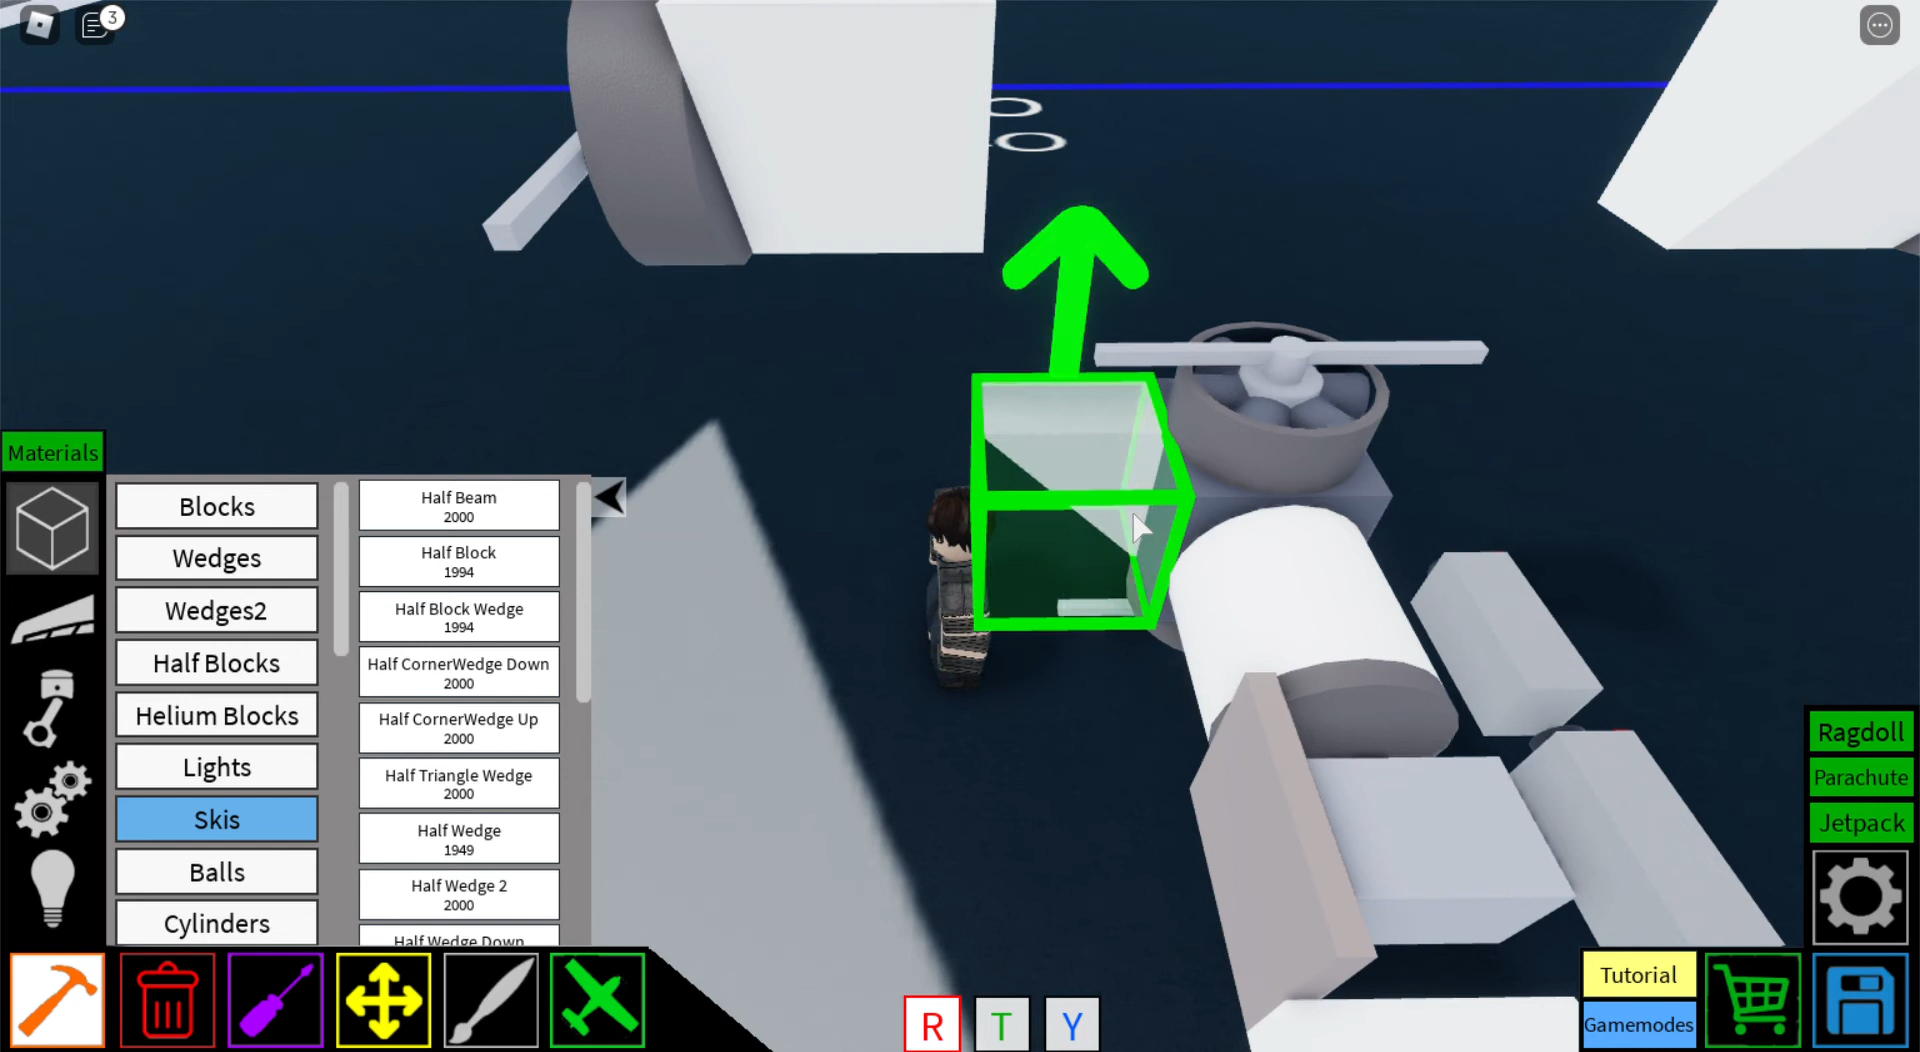 3
Materials
Blocks
Wedges
Wedges2
Half Blocks
Helium Blocks
Lights
Skis
Balls
Cylinders
Half Beam
2000
Half Block
1994
Half Block Wedge
1994
Half CornerWedge Down
2000
Half CornerWedge Up
2000
Half Triangle Wedge
2000
Half Wedge
1949
Half Wedge 2
2000
Half Wedge Down
Ragdoll
Parachute
Jetpack
R T Y
Tutorial
Gamemodes